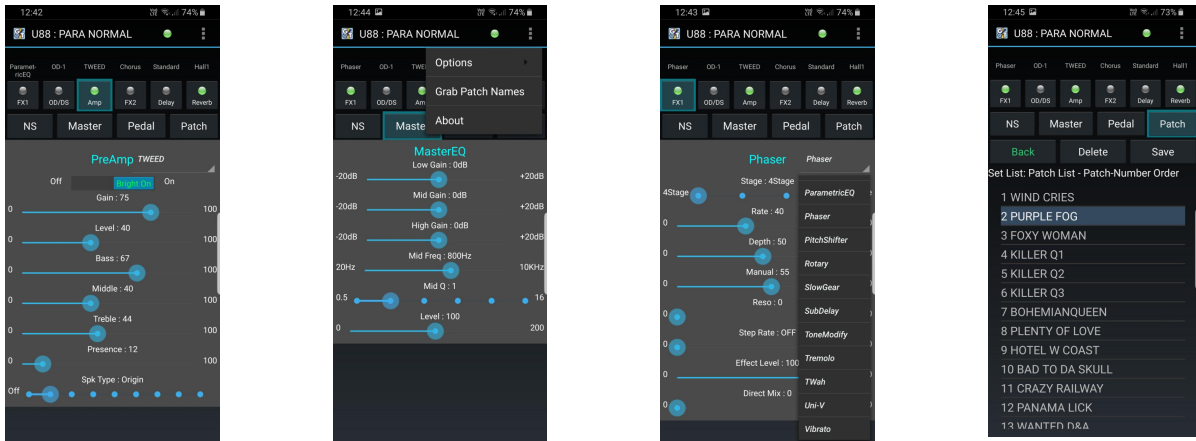 12:42 74%
U88 : PARA NORMAL
Paramet- OD-1 TWEED Chorus Standard Hall1
ricEQ
FX1 OD/DS Amp FX2 Delay Reverb
NS Master Pedal Patch
PreAmp TWEED
Off Bright On On
Gain : 75
0 100
Level : 40
0 100
Bass : 67
0 100
Middle : 40
0 100
Treble : 44
0 100
Presence : 12
0 100
Spk Type : Origin
Off
12:44 74%
U88 : PARA NORMAL
Phaser OD-1 TWE
FX1 OD/DS Am
NS Maste
Options
Grab Patch Names
About
MasterEQ
Low Gain : 0dB
-20dB +20dB
Mid Gain : 0dB
-20dB +20dB
High Gain : 0dB
-20dB +20dB
Mid Freq : 800Hz
20Hz 10KHz
Mid Q : 1
0.5 16
Level : 100
0 200
12:43 74%
U88 : PARA NORMAL
Phaser OD-1 TWEED Chorus Standard Hall1
FX1 OD/DS Amp FX2 Delay Reverb
NS Master Pedal Patch
Phaser Phaser
Stage : 4Stage
4Stage
Rate : 40
0
Depth : 50
0
Manual : 55
0
Reso : 0
0
Step Rate : OFF
0
Effect Level : 100
0
Direct Mix : 0
0
ParametricEQ
Phaser
PitchShifter
Rotary
SlowGear
SubDelay
ToneModify
Tremolo
TWah
Uni-V
Vibrato
12:45 73%
U88 : PARA NORMAL
Phaser OD-1 TWEED Chorus Standard Hall1
FX1 OD/DS Amp FX2 Delay Reverb
NS Master Pedal Patch
Back Delete Save
Set List: Patch List - Patch-Number Order
1 WIND CRIES
2 PURPLE FOG
3 FOXY WOMAN
4 KILLER Q1
5 KILLER Q2
6 KILLER Q3
7 BOHEMIANQUEEN
8 PLENTY OF LOVE
9 HOTEL W COAST
10 BAD TO DA SKULL
11 CRAZY RAILWAY
12 PANAMA LICK
13 WANTED D&A